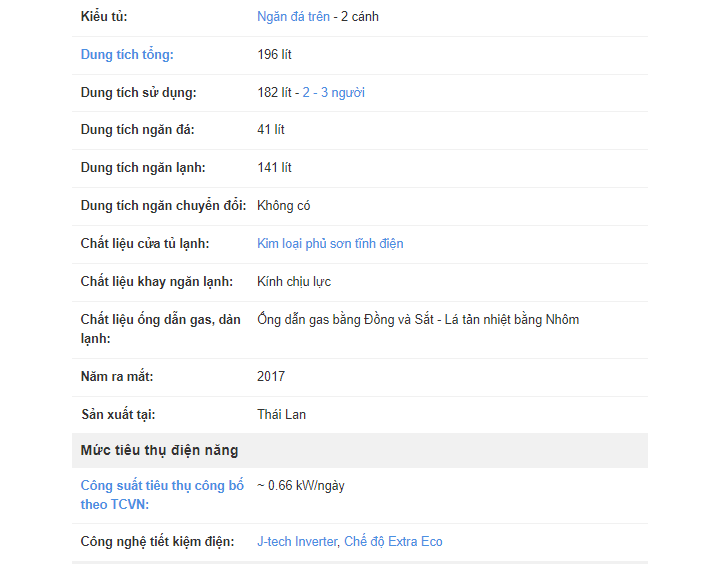 Kiểu tủ: Ngăn đá trên - 2 cánh
Dung tích tổng: 196 lít
Dung tích sử dụng: 182 lít - 2 - 3 người
Dung tích ngăn đá: 41 lít
Dung tích ngăn lạnh: 141 lít
Dung tích ngăn chuyển đổi: Không có
Chất liệu cửa tủ lạnh: Kim loại phủ sơn tĩnh điện
Chất liệu khay ngăn lạnh: Kính chịu lực
Chất liệu ống dẫn gas, dàn Ống dẫn gas bằng Đồng và Sắt - Lá tản nhiệt bằng Nhôm
lạnh:
Năm ra mắt: 2017
Sản xuất tại: Thái Lan
Mức tiêu thụ điện năng
Công suất tiêu thụ công bố ~ 0.66 kW/ngày
theo TCVN:
Công nghệ tiết kiệm điện: J-tech Inverter, Chế độ Extra Eco